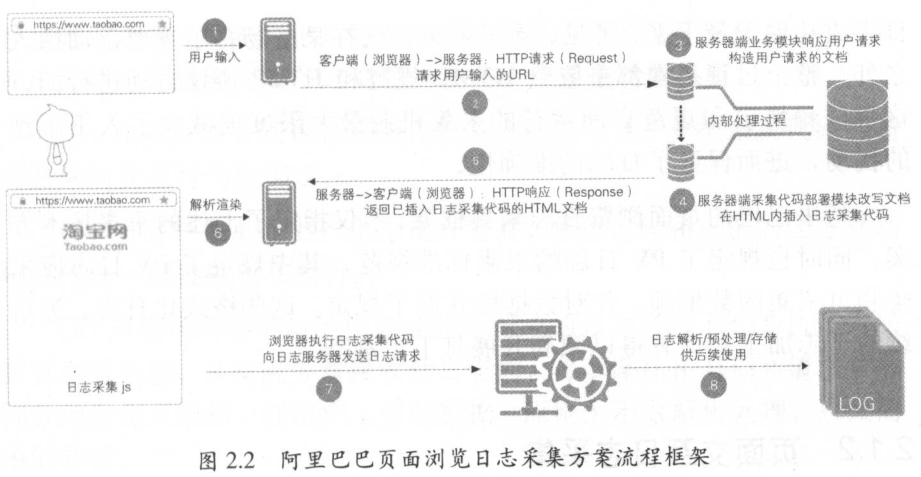 https://www.taobao.com
1
用户输入
客户端（浏览器）->服务器：HTTP请求（Request）
请求用户输入的URL
2
3 服务器端业务模块响应用户请求
构造用户请求的文档
内部处理过程
4 服务器端采集代码部署模块改写文档
在HTML内插入日志采集代码
5
服务器->客户端（浏览器）：HTTP响应（Response）
返回已插入日志采集代码的HTML文档
解析渲染
6
https://www.taobao.com
淘宝网
Taobao.com
日志采集 js
浏览器执行日志采集代码
向日志服务器发送日志请求
7
日志解析/预处理/存储
供后续使用
8
LOG
图 2.2 阿里巴巴页面浏览日志采集方案流程框架